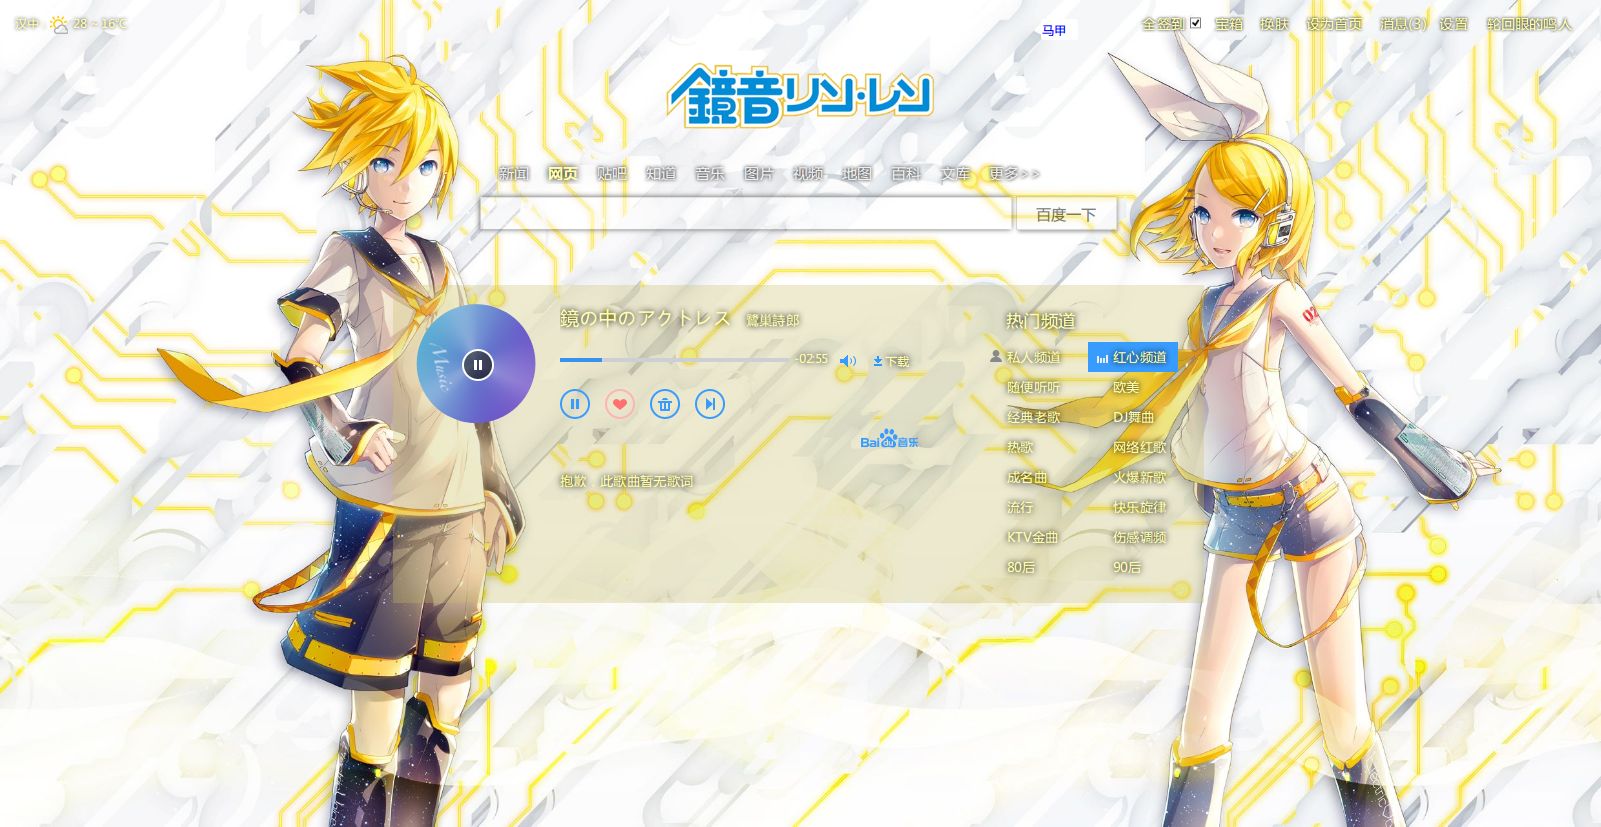 汉中 28 ~ 16℃
马甲
全签到 宝箱 换肤 设为首页 消息(3) 设置 轮回眼的鸣人
鏡音リン・レン
新闻 网页 贴吧 知道 音乐 图片 视频 地图 百科 文库 更多>>
百度一下
鏡の中のアクトレス 鷺巣詩郎
Music
-02:55 下载
Bai du 音乐
抱歉，此歌曲暂无歌词
热门频道
私人频道 红心频道
随便听听 欧美
经典老歌 DJ舞曲
热歌 网络红歌
成名曲 火爆新歌
流行 快乐旋律
KTV金曲 伤感调频
80后 90后
02